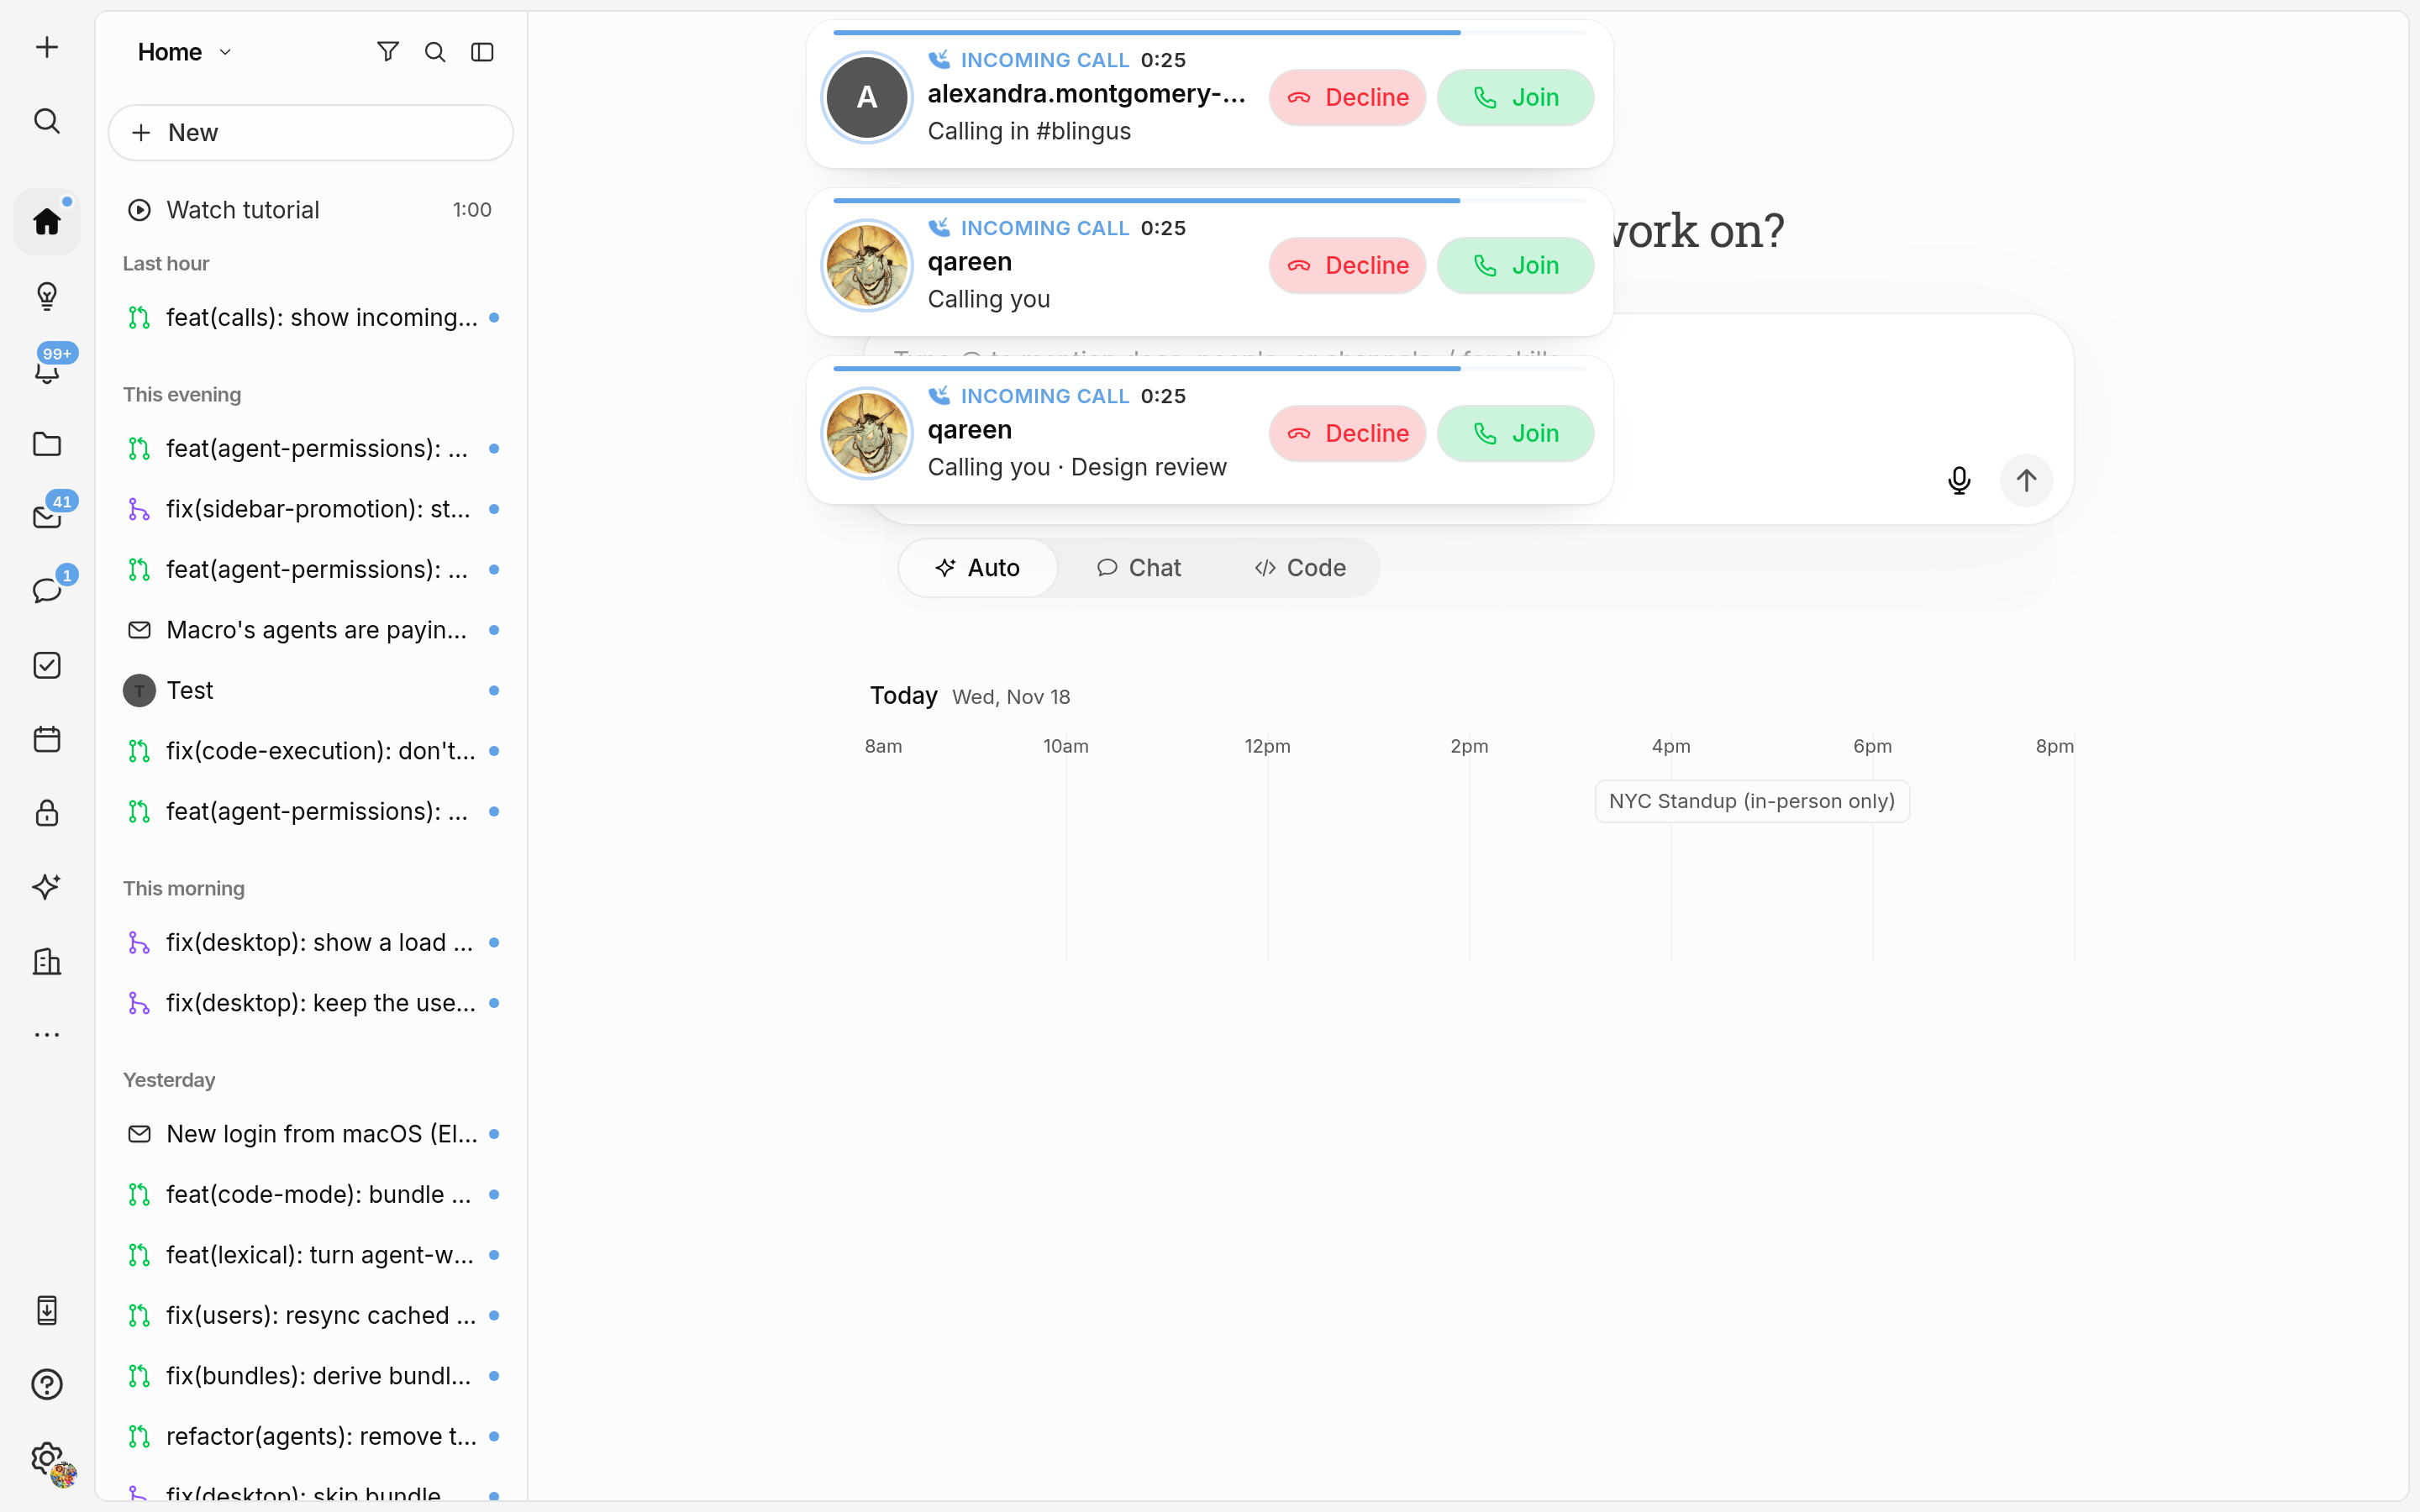 Home
New
Watch tutorial 1:00
Last hour
feat(calls): show incoming...
This evening
feat(agent-permissions): ...
fix(sidebar-promotion): st...
feat(agent-permissions): ...
Macro's agents are payin...
T Test
fix(code-execution): don't...
feat(agent-permissions): ...
This morning
fix(desktop): show a load ...
fix(desktop): keep the use...
Yesterday
New login from macOS (El...
feat(code-mode): bundle ...
feat(lexical): turn agent-w...
fix(users): resync cached ...
fix(bundles): derive bundl...
refactor(agents): remove t...
fix(desktop): skip bundle
99+
41
1
INCOMING CALL 0:25
A
alexandra.montgomery-...
Calling in #blingus
Decline
Join
INCOMING CALL 0:25
qareen
Calling you
Decline
Join
work on?
INCOMING CALL 0:25
qareen
Calling you · Design review
Decline
Join
Auto
Chat
Code
Today Wed, Nov 18
8am 10am 12pm 2pm 4pm 6pm 8pm
NYC Standup (in-person only)